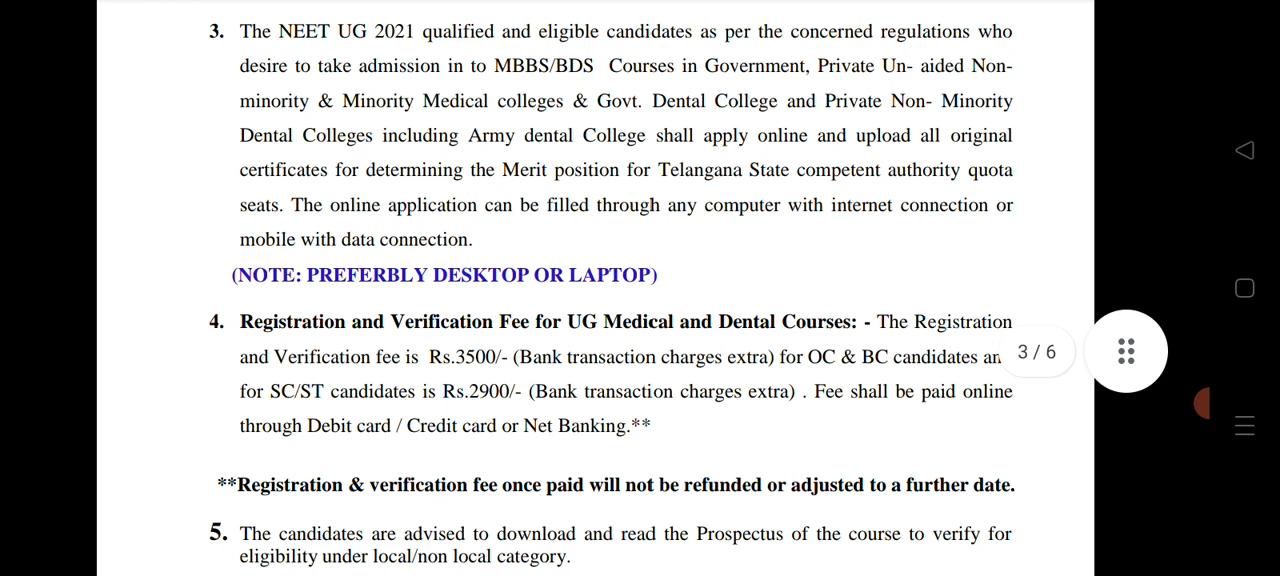 3. The NEET UG 2021 qualified and eligible candidates as per the concerned regulations who
desire to take admission in to MBBS/BDS Courses in Government, Private Un- aided Non-
minority & Minority Medical colleges & Govt. Dental College and Private Non- Minority
Dental Colleges including Army dental College shall apply online and upload all original
certificates for determining the Merit position for Telangana State competent authority quota
seats. The online application can be filled through any computer with internet connection or
mobile with data connection.
(NOTE: PREFERBLY DESKTOP OR LAPTOP)
4. Registration and Verification Fee for UG Medical and Dental Courses: - The Registration
and Verification fee is Rs.3500/- (Bank transaction charges extra) for OC & BC candidates an
3 / 6
for SC/ST candidates is Rs.2900/- (Bank transaction charges extra) . Fee shall be paid online
through Debit card / Credit card or Net Banking.**
**Registration & verification fee once paid will not be refunded or adjusted to a further date.
5. The candidates are advised to download and read the Prospectus of the course to verify for
eligibility under local/non local category.